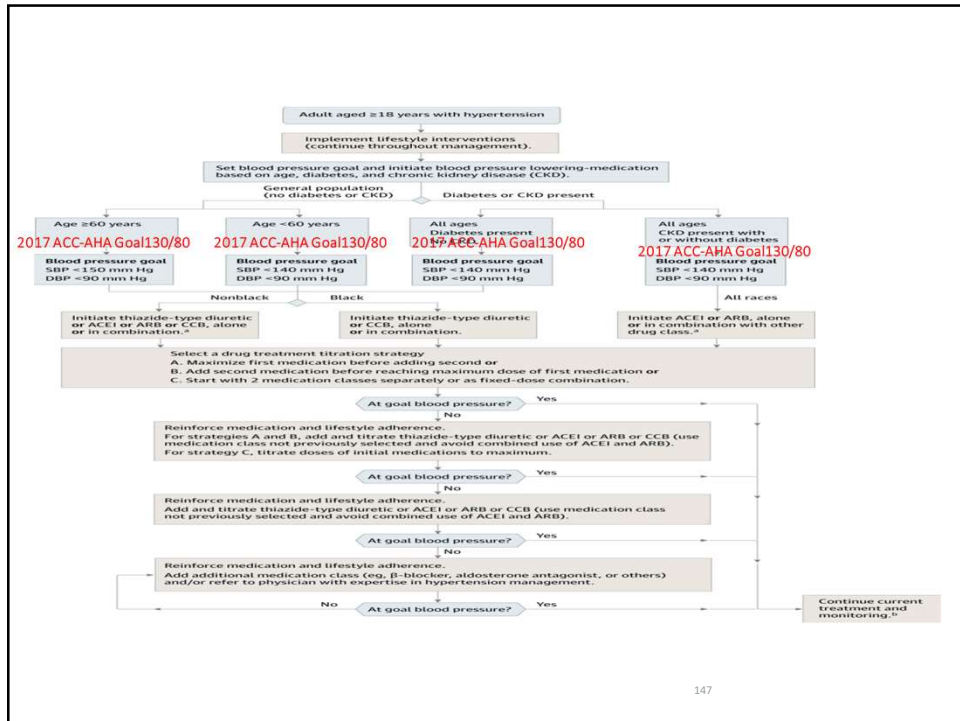 Adult aged ≥18 years with hypertension
Implement lifestyle interventions
(continue throughout management).
Set blood pressure goal and initiate blood pressure lowering-medication
based on age, diabetes, and chronic kidney disease (CKD).
General population
(no diabetes or CKD)
Diabetes or CKD present
Age ≥60 years
2017 ACC-AHA Goal130/80
Blood pressure goal
SBP <150 mm Hg
DBP <90 mm Hg
Age <60 years
2017 ACC-AHA Goal130/80
Blood pressure goal
SBP <140 mm Hg
DBP <90 mm Hg
All ages
Diabetes present
No CKD
2017 ACC-AHA Goal130/80
Blood pressure goal
SBP <140 mm Hg
DBP <90 mm Hg
All ages
CKD present with
or without diabetes
2017 ACC-AHA Goal130/80
Blood pressure goal
SBP <140 mm Hg
DBP <90 mm Hg
Nonblack
Black
All races
Initiate thiazide-type diuretic
or ACEI or ARB or CCB, alone
or in combination.ᵃ
Initiate thiazide-type diuretic
or CCB, alone
or in combination.
Initiate ACEI or ARB, alone
or in combination with other
drug class.ᵃ
Select a drug treatment titration strategy
A. Maximize first medication before adding second or
B. Add second medication before reaching maximum dose of first medication or
C. Start with 2 medication classes separately or as fixed-dose combination.
At goal blood pressure?
Yes
No
Reinforce medication and lifestyle adherence.
For strategies A and B, add and titrate thiazide-type diuretic or ACEI or ARB or CCB (use
medication class not previously selected and avoid combined use of ACEI and ARB).
For strategy C, titrate doses of initial medications to maximum.
At goal blood pressure?
Yes
No
Reinforce medication and lifestyle adherence.
Add and titrate thiazide-type diuretic or ACEI or ARB or CCB (use medication class
not previously selected and avoid combined use of ACEI and ARB).
At goal blood pressure?
Yes
No
Reinforce medication and lifestyle adherence.
Add additional medication class (eg, β-blocker, aldosterone antagonist, or others)
and/or refer to physician with expertise in hypertension management.
No
At goal blood pressure?
Yes
Continue current
treatment and
monitoring.ᵇ
147